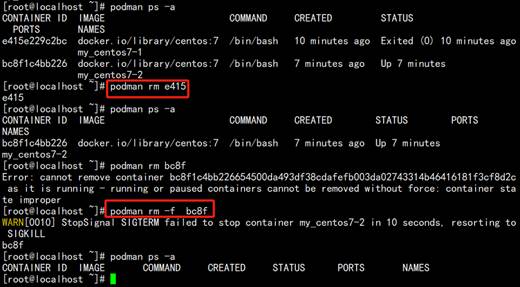 [root@localhost ~]# podman ps -a
CONTAINER ID  IMAGE                       COMMAND    CREATED         STATUS
  PORTS       NAMES
e415e229c2bc  docker.io/library/centos:7  /bin/bash  10 minutes ago  Exited (0) 10 minutes ago
              my_centos7-1
bc8f1c4bb226  docker.io/library/centos:7  /bin/bash  7 minutes ago   Up 7 minutes
              my_centos7-2
[root@localhost ~]# podman rm e415
e415
[root@localhost ~]# podman ps -a
CONTAINER ID  IMAGE                       COMMAND    CREATED        STATUS        PORTS
NAMES
bc8f1c4bb226  docker.io/library/centos:7  /bin/bash  7 minutes ago  Up 7 minutes
my_centos7-2
[root@localhost ~]# podman rm bc8f
Error: cannot remove container bc8f1c4bb226654500da493df38cdafefb003da02743314b46416181f3cf8d2c
 as it is running - running or paused containers cannot be removed without force: container sta
te improper
[root@localhost ~]# podman rm -f  bc8f
WARN[0010] StopSignal SIGTERM failed to stop container my_centos7-2 in 10 seconds, resorting to
 SIGKILL
bc8f
[root@localhost ~]# podman ps -a
CONTAINER ID  IMAGE       COMMAND     CREATED     STATUS      PORTS       NAMES
[root@localhost ~]#